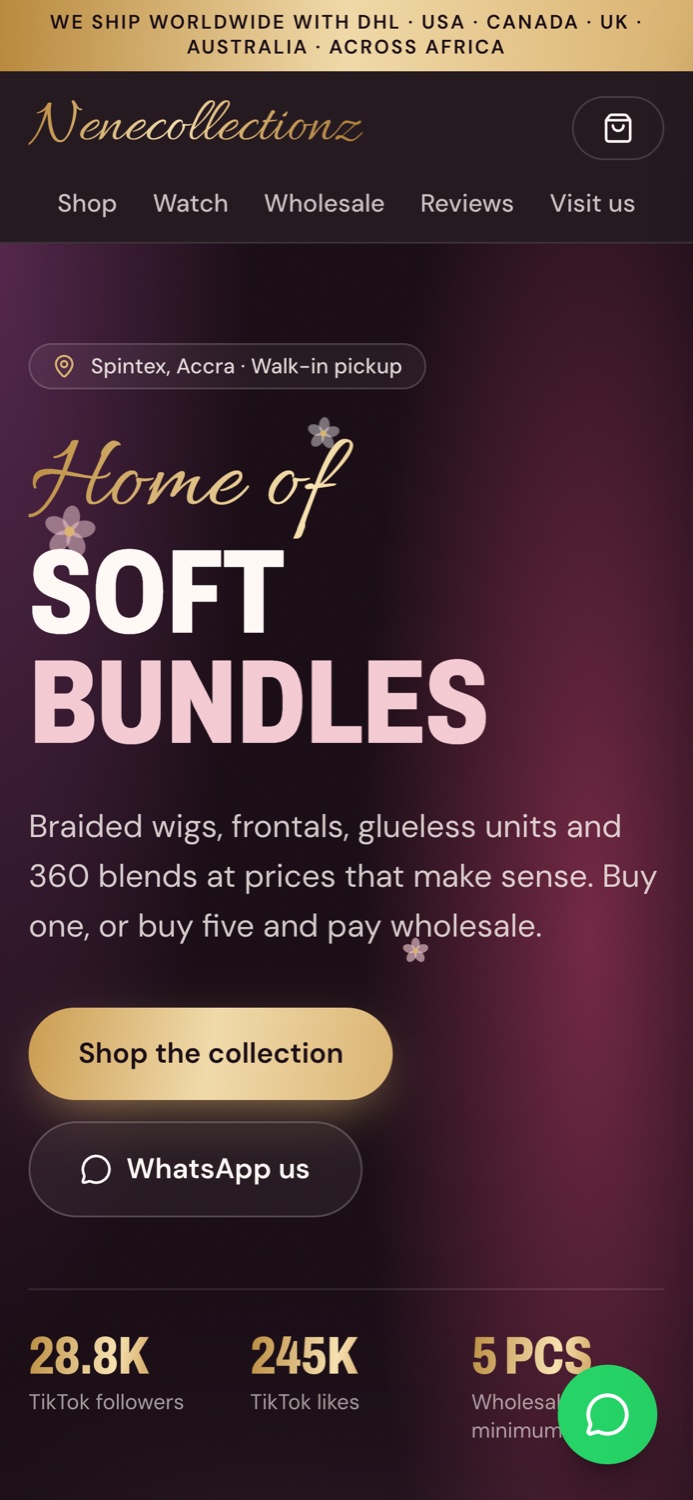 WE SHIP WORLDWIDE WITH DHL · USA · CANADA · UK ·
AUSTRALIA · ACROSS AFRICA
Nenecollectionz
Shop Watch Wholesale Reviews Visit us
Spintex, Accra · Walk-in pickup
Home of
SOFT
BUNDLES
Braided wigs, frontals, glueless units and
360 blends at prices that make sense. Buy
one, or buy five and pay wholesale.
Shop the collection
WhatsApp us
28.8K 245K 5 PCS
TikTok followers TikTok likes
minimum